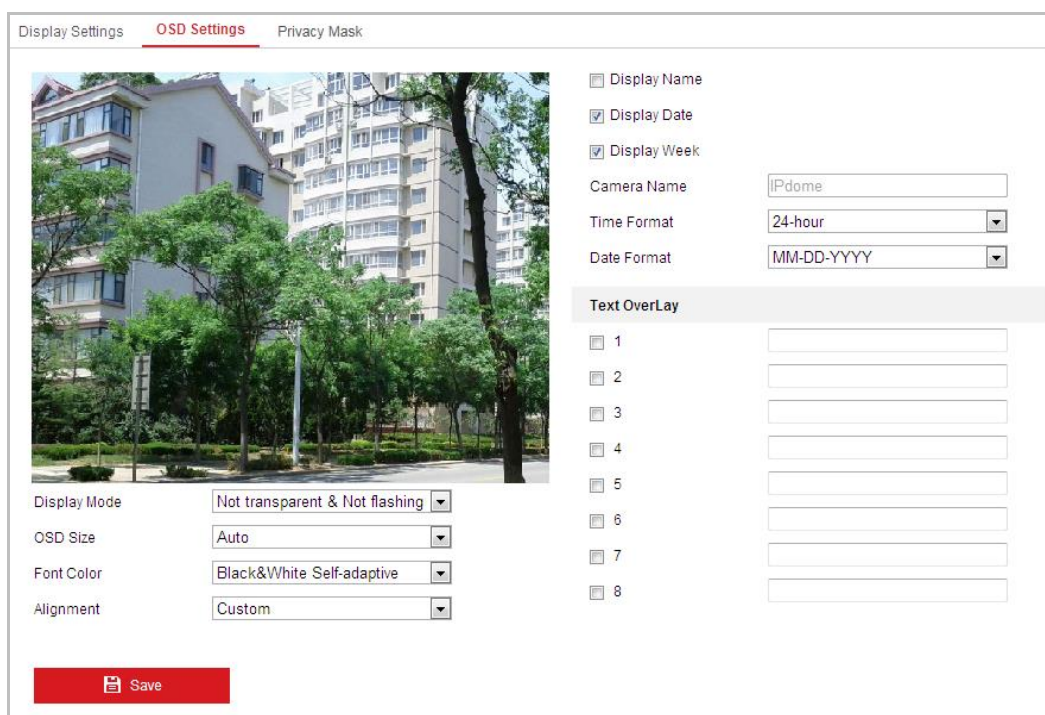 Display Settings OSD Settings Privacy Mask
Display Name
Display Date
Display Week
Camera Name IPdome
Time Format 24-hour
Date Format MM-DD-YYYY
Text OverLay
1
2
3
4
5
6
7
8
Display Mode Not transparent & Not flashing
OSD Size Auto
Font Color Black&White Self-adaptive
Alignment Custom
Save